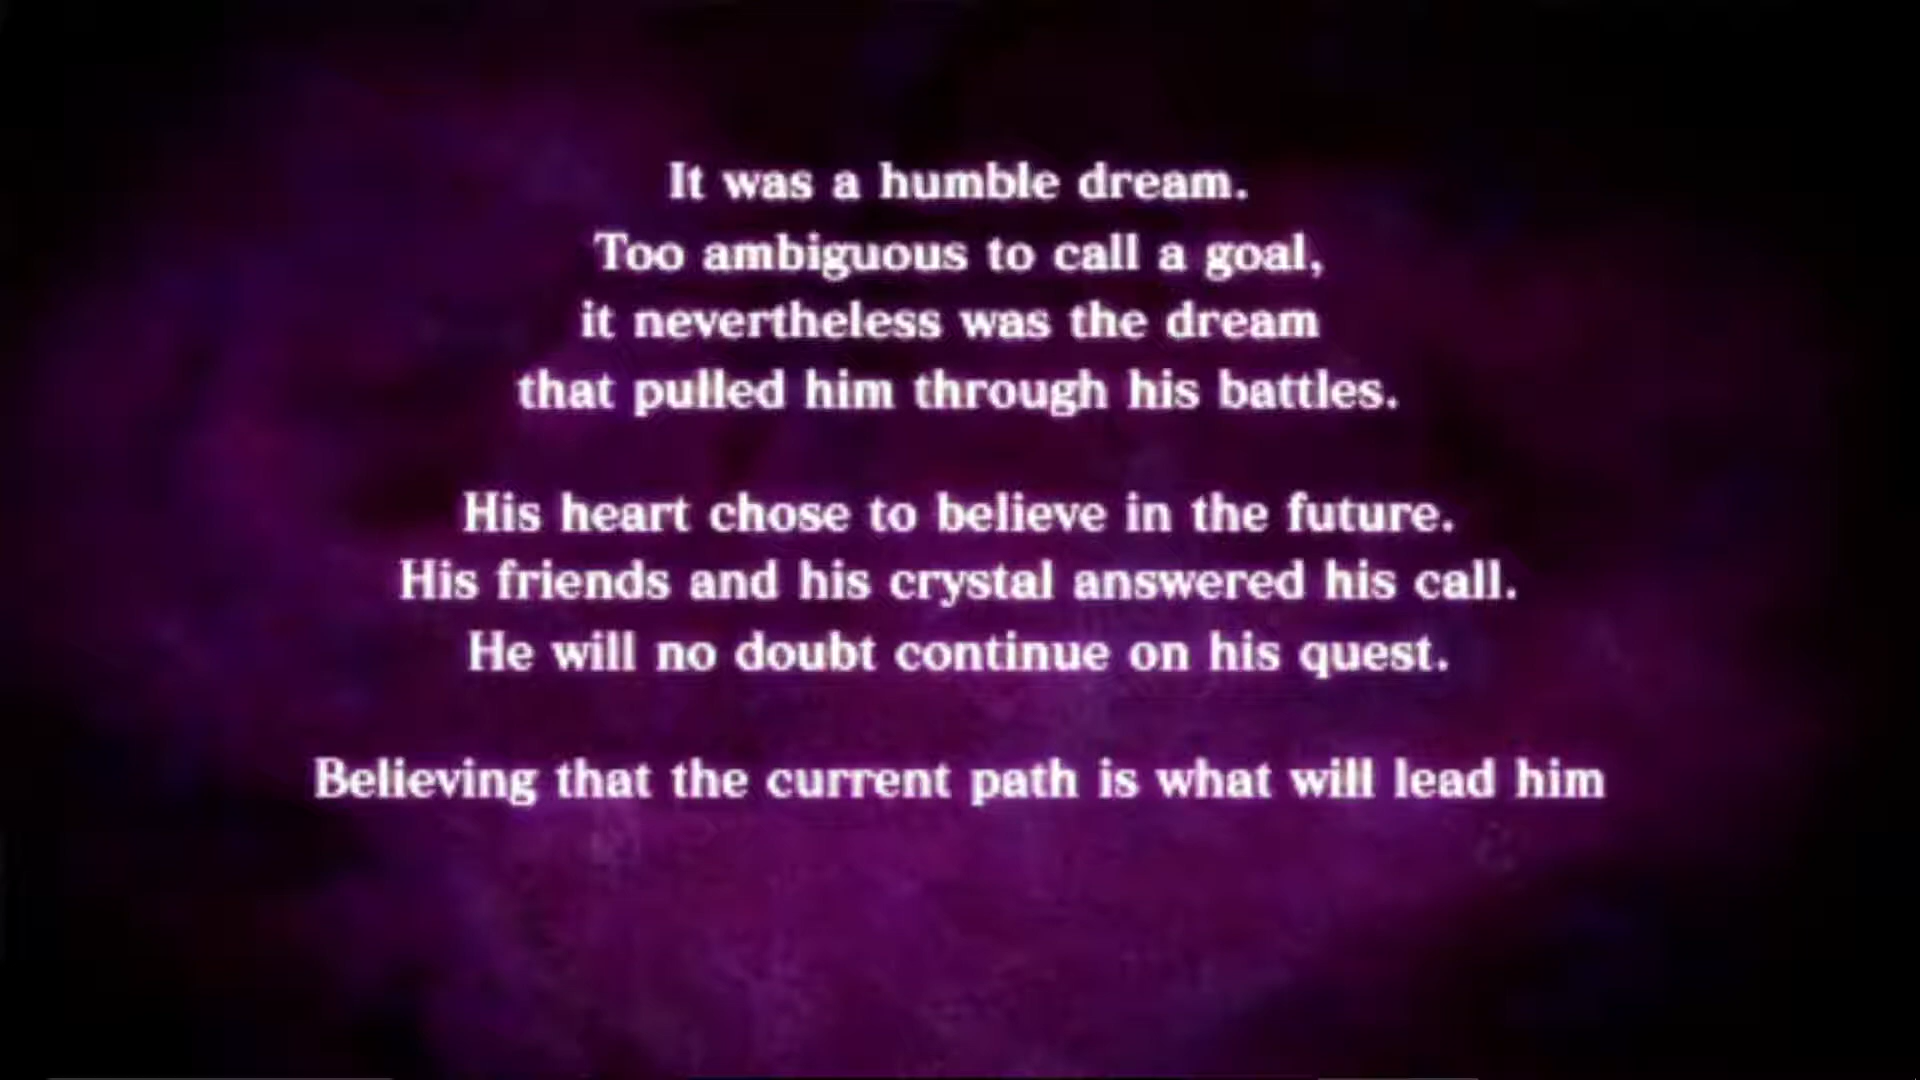 It was a humble dream.
Too ambiguous to call a goal,
it nevertheless was the dream
that pulled him through his battles.
His heart chose to believe in the future.
His friends and his crystal answered his call.
He will no doubt continue on his quest.
Believing that the current path is what will lead him